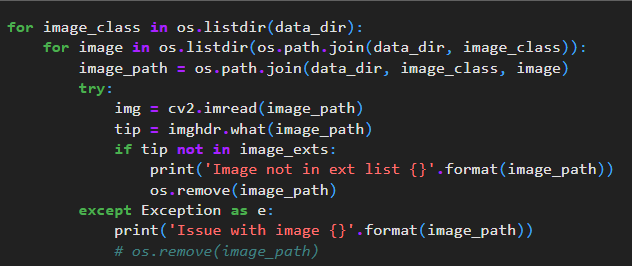 for image_class in os.listdir(data_dir):
    for image in os.listdir(os.path.join(data_dir, image_class)):
        image_path = os.path.join(data_dir, image_class, image)
        try:
            img = cv2.imread(image_path)
            tip = imghdr.what(image_path)
            if tip not in image_exts:
                print('Image not in ext list {}'.format(image_path))
                os.remove(image_path)
        except Exception as e:
            print('Issue with image {}'.format(image_path))
            # os.remove(image_path)